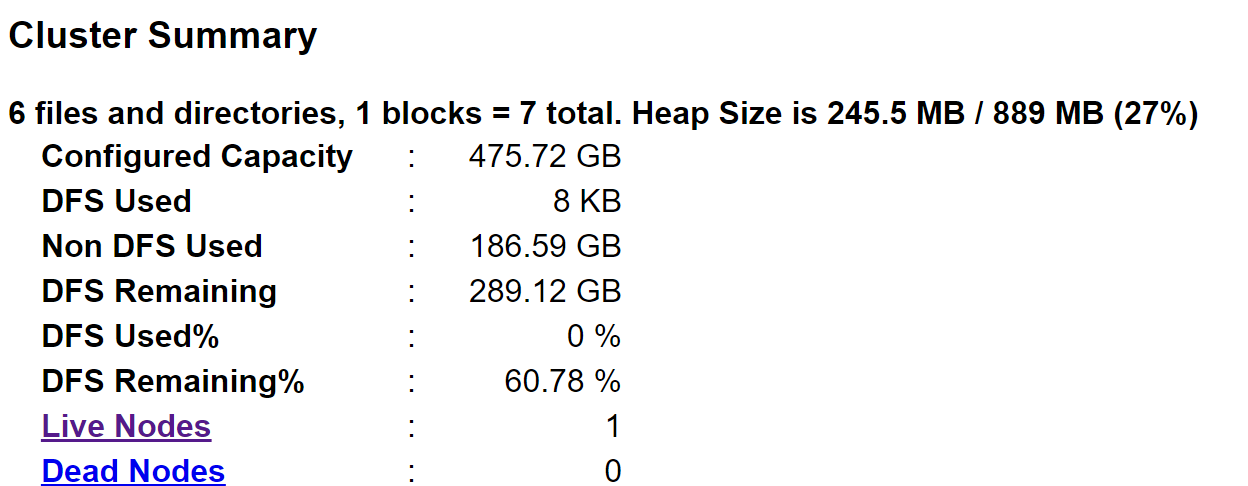 Cluster Summary
6 files and directories, 1 blocks = 7 total. Heap Size is 245.5 MB / 889 MB (27%)
Configured Capacity : 475.72 GB
DFS Used : 8 KB
Non DFS Used : 186.59 GB
DFS Remaining : 289.12 GB
DFS Used% : 0 %
DFS Remaining% : 60.78 %
Live Nodes : 1
Dead Nodes : 0